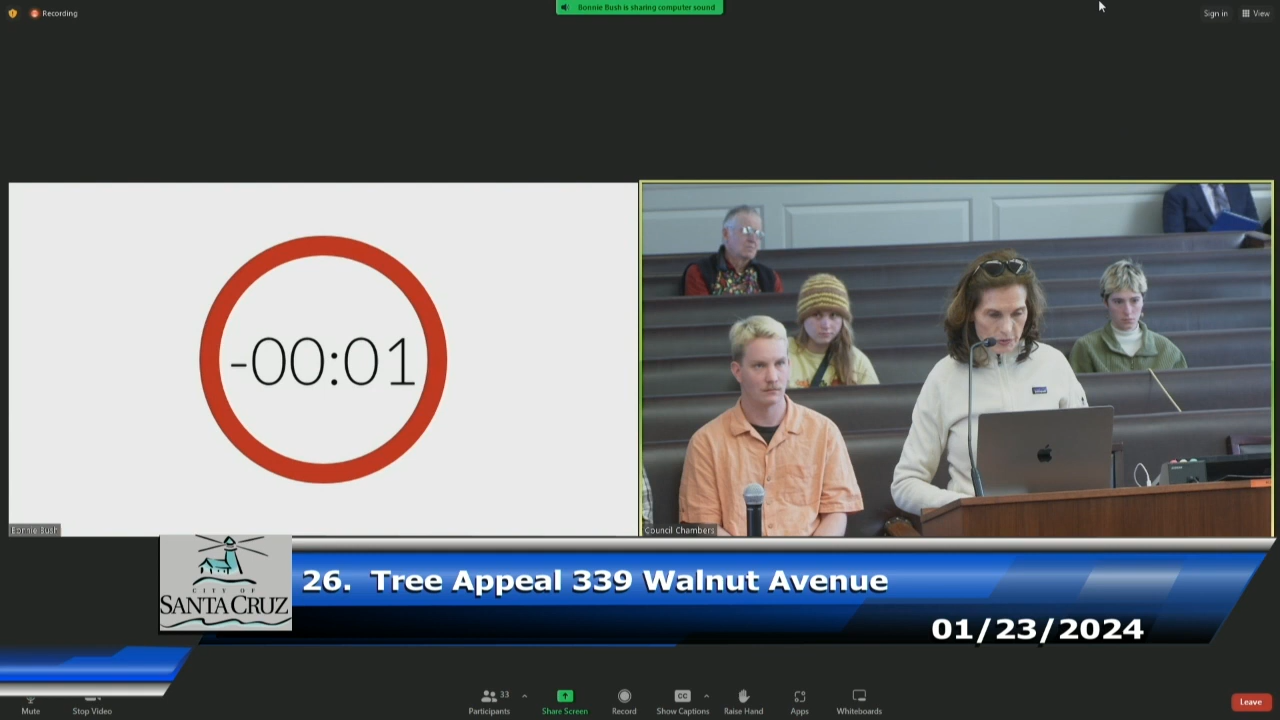 Recording
Bonnie Bush is sharing computer sound
Sign in
View
-00:01
Bonnie Bush
Council Chambers
CITY OF
SANTA CRUZ
26. Tree Appeal 339 Walnut Avenue
01/23/2024
Mute
Stop Video
Participants
33
Share Screen
Record
CC
Show Captions
Raise Hand
Apps
Whiteboards
Leave